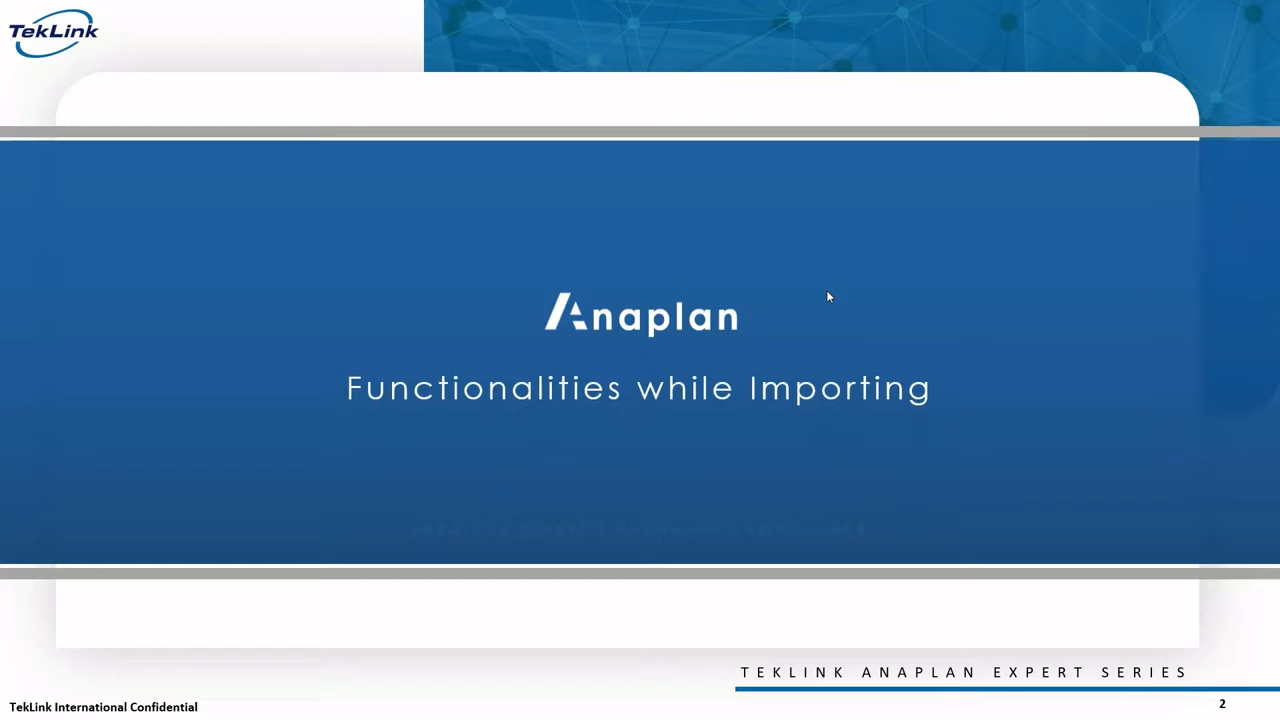 TekLink
Anaplan
Functionalities while Importing
TEKLINK ANAPLAN EXPERT SERIES
TekLink International Confidential
2